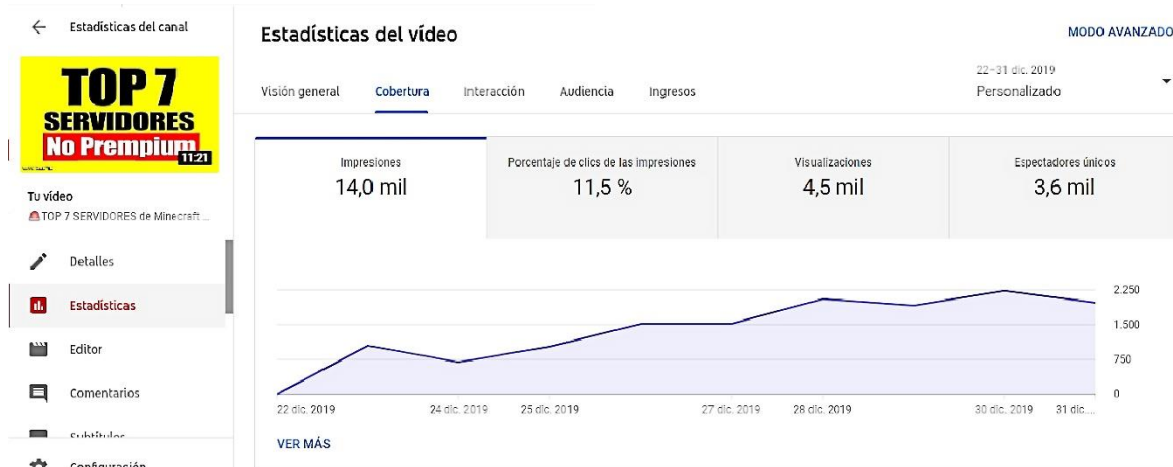 Estadísticas del canal
TOP 7
SERVIDORES
No Prempium
11:21
Tu vídeo
TOP 7 SERVIDORES de Minecraft ...
Detalles
Estadísticas
Editor
Comentarios
Subtítulos
Configuración
Estadísticas del vídeo
MODO AVANZADO
Visión general Cobertura Interacción Audiencia Ingresos
22–31 dic. 2019
Personalizado
Impresiones Porcentaje de clics de las impresiones Visualizaciones Espectadores únicos
14,0 mil 11,5 % 4,5 mil 3,6 mil
2.250
1.500
750
0
22 dic. 2019 24 dic. 2019 25 dic. 2019 27 dic. 2019 28 dic. 2019 30 dic. 2019 31 dic....
VER MÁS